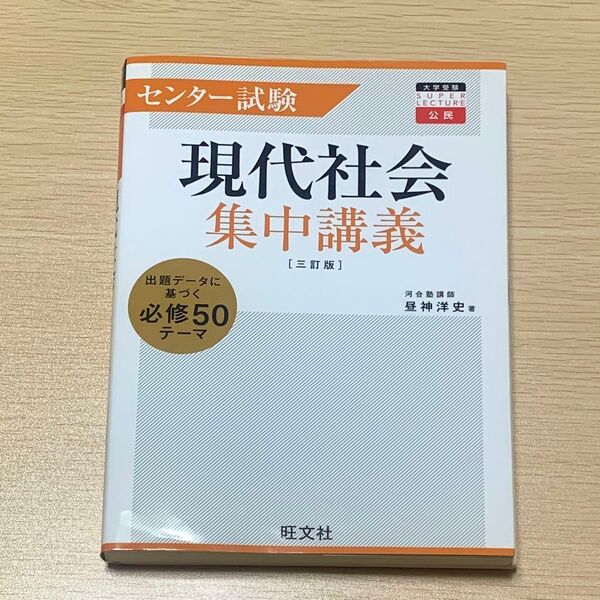 センター試験
大学受験
SUPER
LECTURE
公民
現代社会
集中講義
[三訂版]
出題データに
基づく
必修50
テーマ
河合塾講師
昼神洋史 著
旺文社